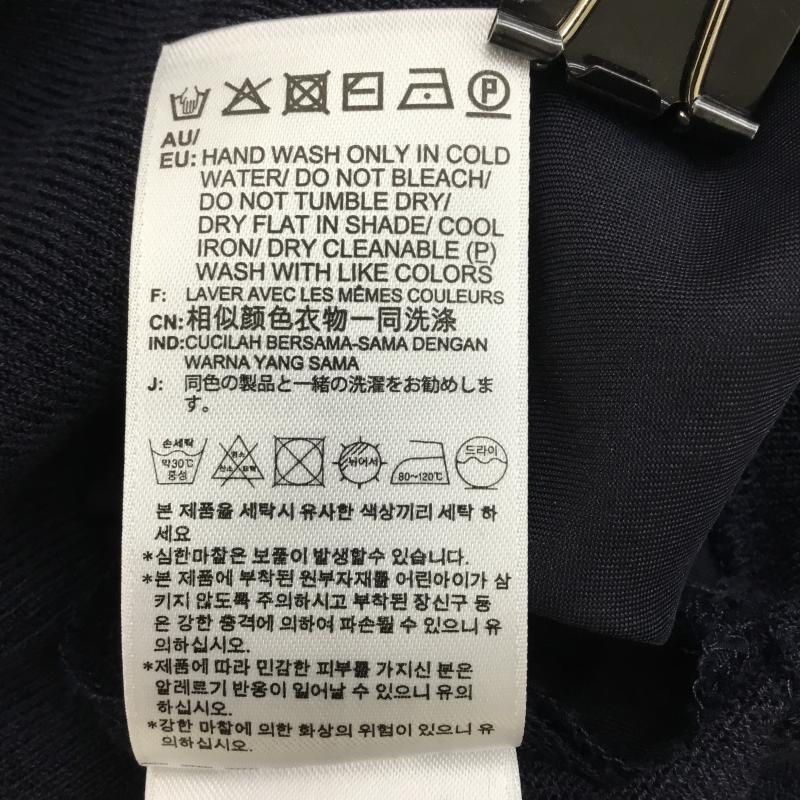 P
AU/
EU: HAND WASH ONLY IN COLD
WATER/ DO NOT BLEACH/
DO NOT TUMBLE DRY/
DRY FLAT IN SHADE/ COOL
IRON/ DRY CLEANABLE (P)
WASH WITH LIKE COLORS
F: LAVER AVEC LES MÊMES COULEURS
CN: 相似颜色衣物一同洗涤
IND: CUCILAH BERSAMA-SAMA DENGAN
WARNA YANG SAMA
J: 同色の製品と一緒の洗濯をお勧めしま
す。
손세탁
약30℃
중성
염소
산소 표백
뉘어서
80~120℃
드라이
본 제품을 세탁시 유사한 색상끼리 세탁 하
세요
*심한마찰은 보풀이 발생할수 있습니다.
*본 제품에 부착된 원부자재를 어린아이가 삼
키지 않도록 주의하시고 부착된 장신구 등
은 강한 충격에 의하여 파손될 수 있으니 유
의하십시오.
*제품에 따라 민감한 피부를 가지신 분은
알레르기 반응이 일어날 수 있으니 유의
하십시오.
*강한 마찰에 의한 화상의 위험이 있으니 유
의하십시오.